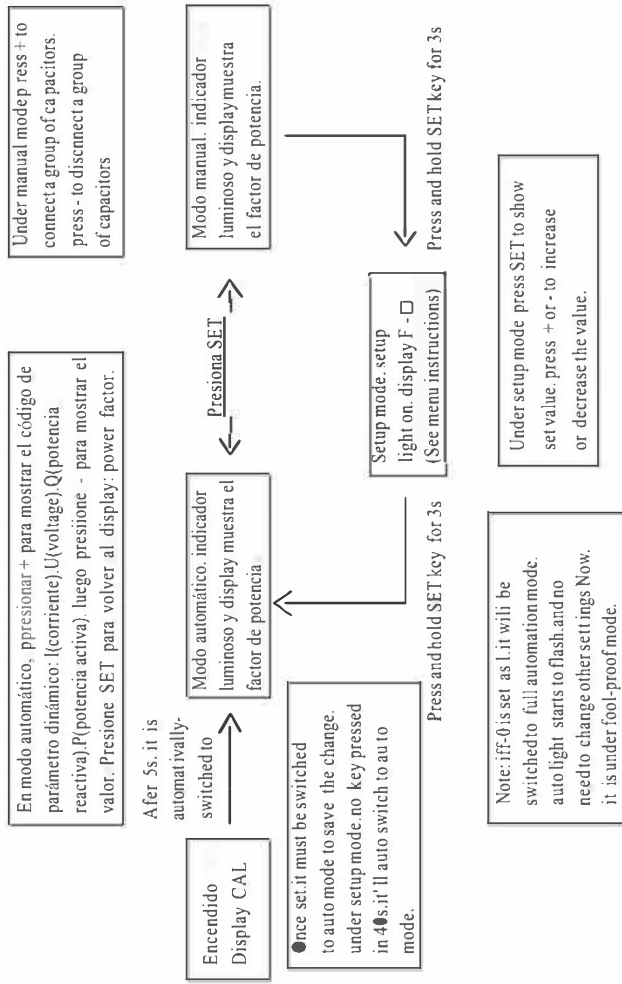 En modo automático, ppresionar + para mostrar el código de
parámetro dinámico: I(corriente).U(voltage).Q(potencia
reactiva).P(potencia activa). luego presiione - para mostrar el
valor. Presione SET para volver al display: power factor.
Under manual modep ress + to
connecta group of ca pacitors.
press - to discnnecta group
of capacitors
Afer 5s. it is
automat ivally-
switched to
Encendido
Display CAL
Modo automático. indicador
luminoso y display muestra el
factor de potencia
Presiona SET
Modo manual. indicador
luminoso y display muestra
el factor de potencia.
Once set.it must be switched
to auto mode to save the change.
under setup mode.no key pressed
in 40s.it' ll auto switch to au to
mode.
Press and hold SET key for 3s
Setup mode. setup
light on. display F - □
(See menu instructions)
Press and hold SET key for 3s
Note: iff-0 is set as 1.it will be
switched to full automation mode.
auto light starts to flash.and no
need to change other settings Now.
it is under fool-proof mode.
Under setup mode press SET to show
set value. press + or - to increase
or decrease the value.